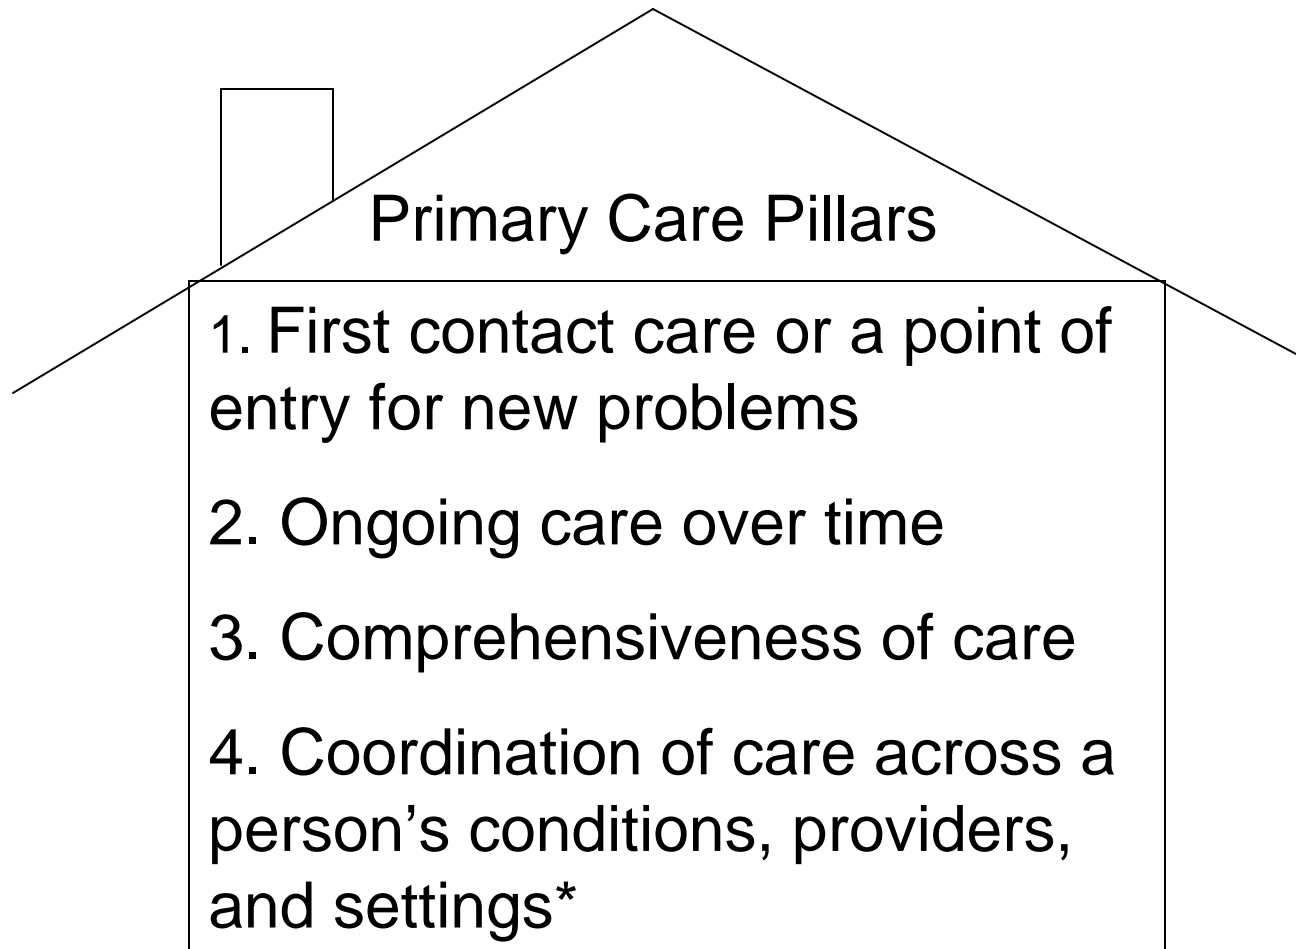 Primary Care Pillars
1. First contact care or a point of
entry for new problems
2. Ongoing care over time
3. Comprehensiveness of care
4. Coordination of care across a
person’s conditions, providers,
and settings*